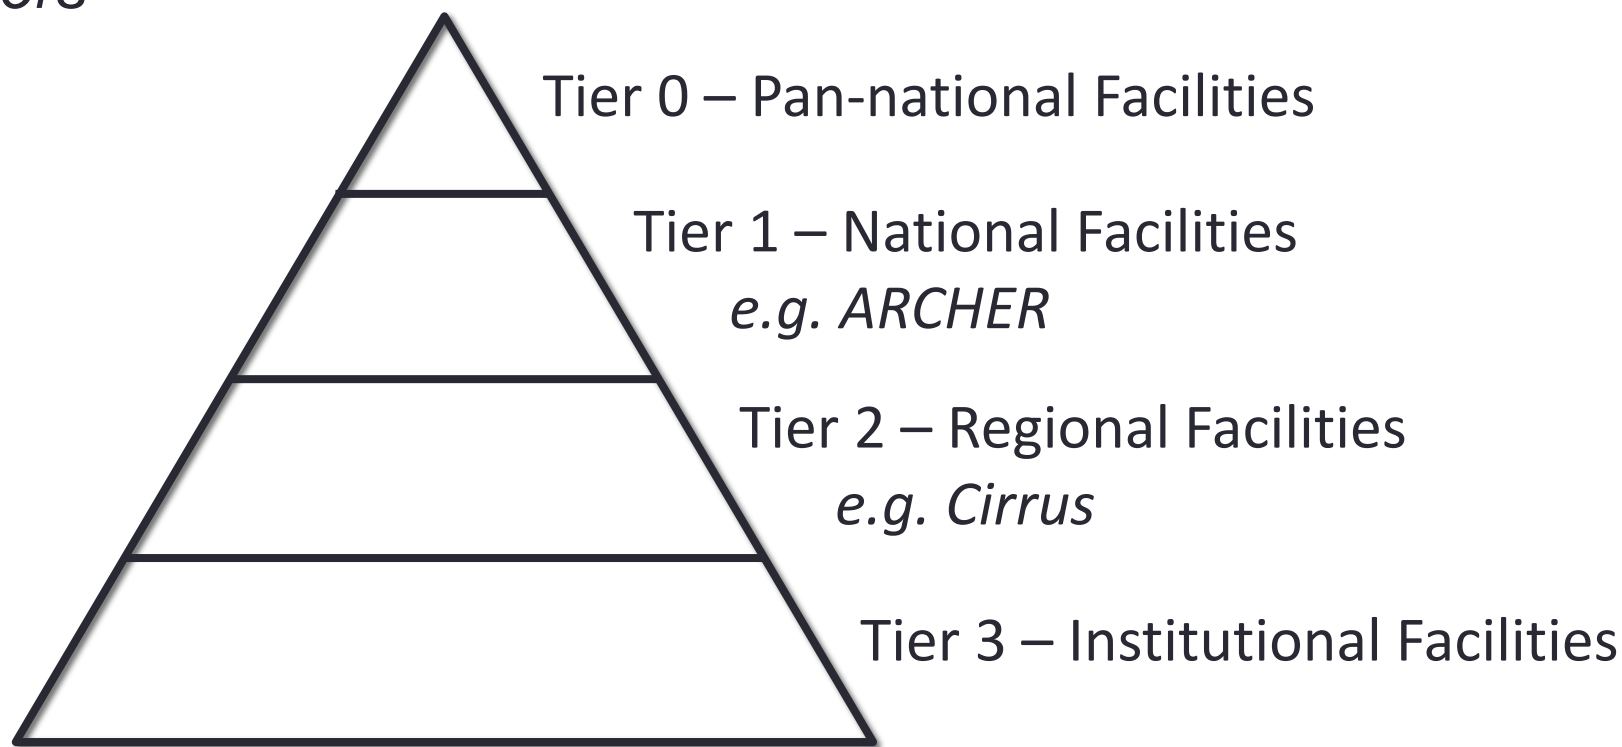 Tier 0 – Pan-national Facilities
Tier 1 – National Facilities
e.g. ARCHER
Tier 2 – Regional Facilities
e.g. Cirrus
Tier 3 – Institutional Facilities